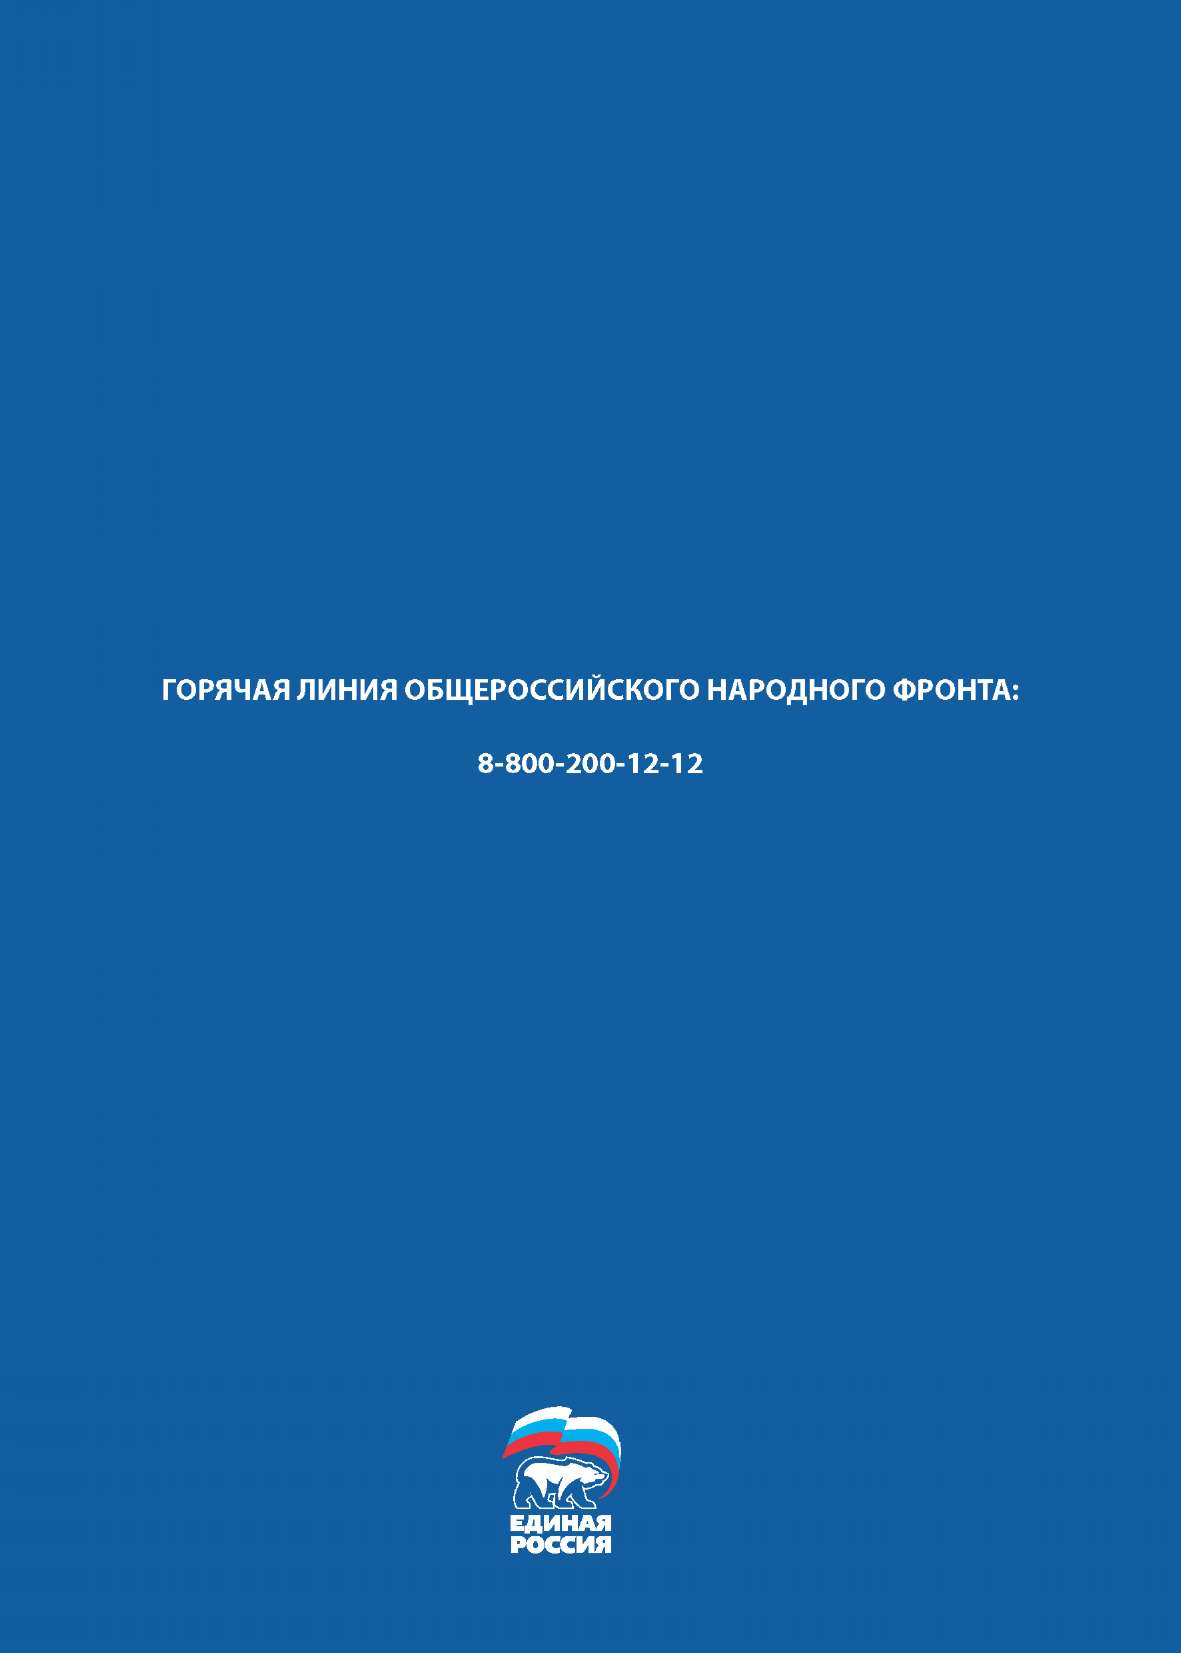 ГОРЯЧАЯ ЛИНИЯ ОБЩЕРОССИЙСКОГО НАРОДНОГО ФРОНТА:
8-800-200-12-12
ЕДИНАЯ
РОССИЯ